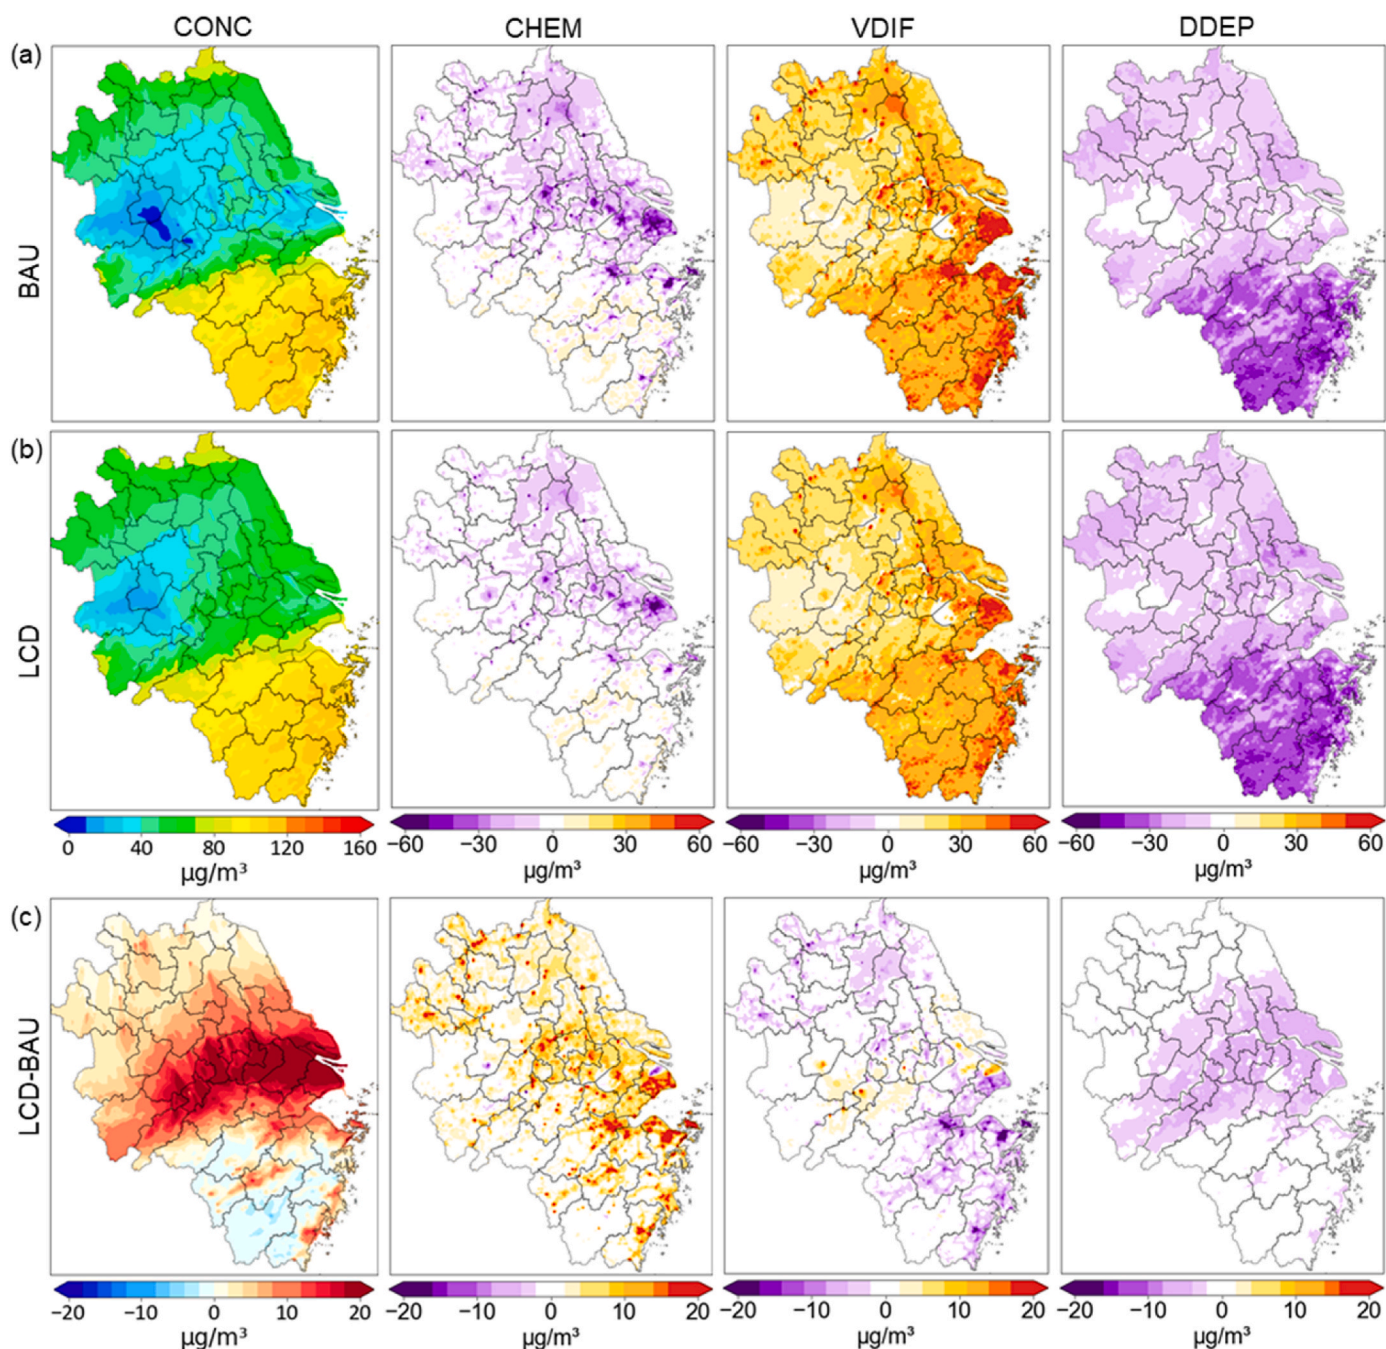 CONC CHEM VDIF DDEP
(a)
BAU
(b)
LCD
0 40 80 120 160 −60 −30 0 30 60 −60 −30 0 30 60 −60 −30 0 30 60
µg/m³ µg/m³ µg/m³ µg/m³
(c)
LCD-BAU
−20 −10 0 10 20 −20 −10 0 10 20 −20 −10 0 10 20 −20 −10 0 10 20
µg/m³ µg/m³ µg/m³ µg/m³